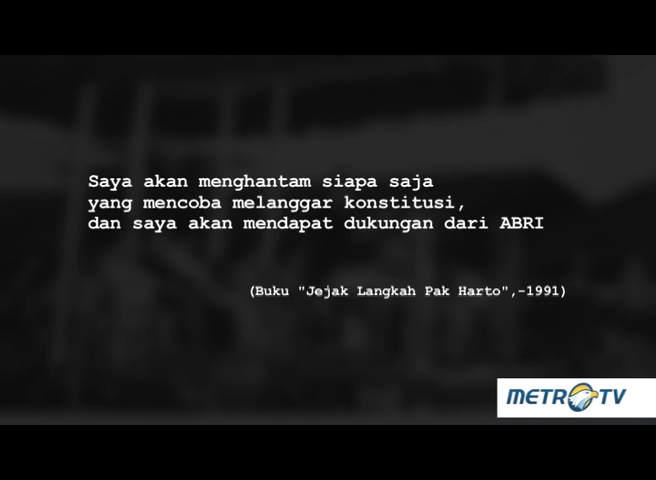 Saya akan menghantam siapa saja
yang mencoba melanggar konstitusi,
dan saya akan mendapat dukungan dari ABRI
(Buku "Jejak Langkah Pak Harto",-1991)
METRO TV